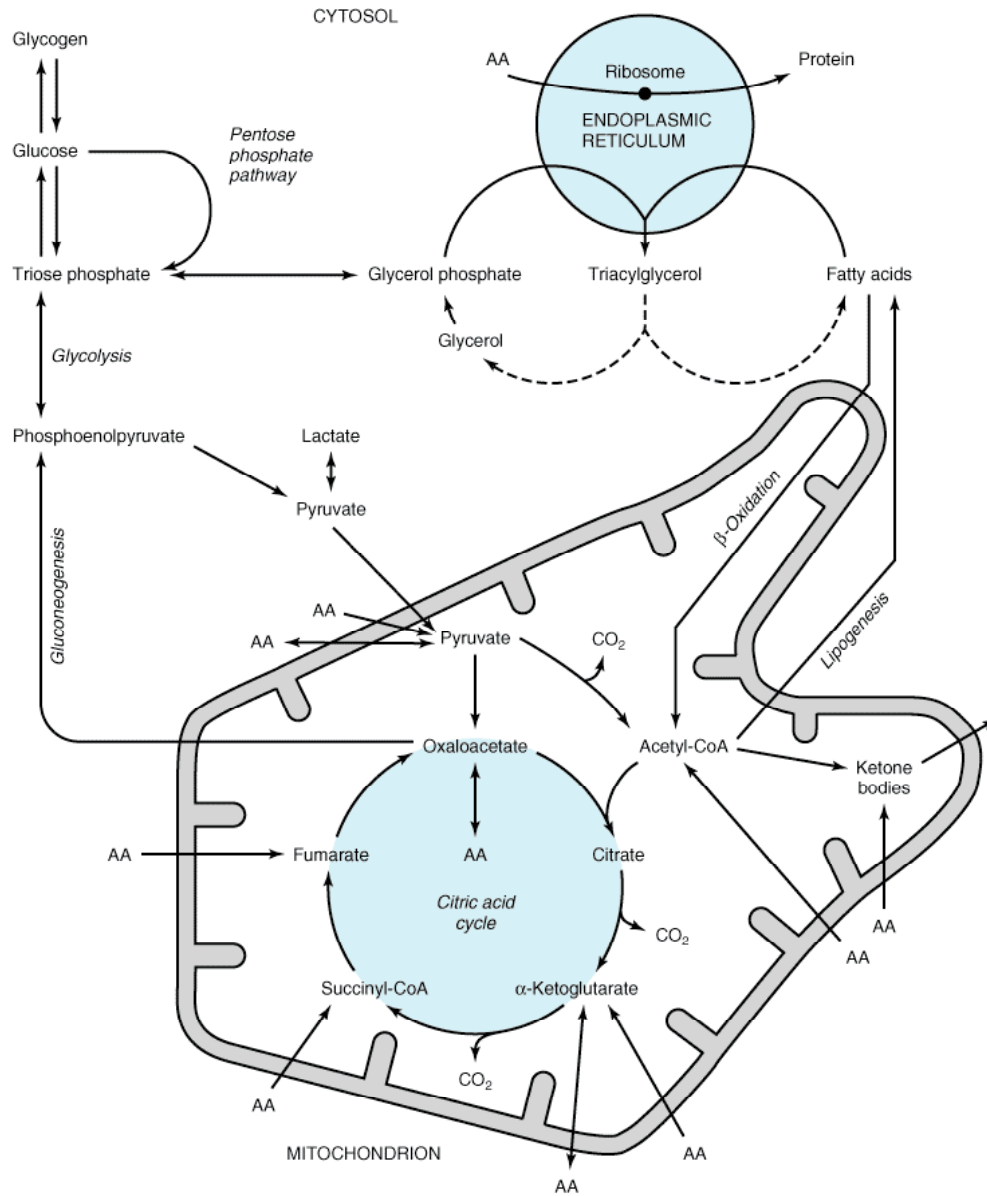 CYTOSOL
Glycogen
AA
Ribosome
Protein
ENDOPLASMIC
RETICULUM
Glucose
Pentose
phosphate
pathway
Triose phosphate
Glycerol phosphate
Triacylglycerol
Fatty acids
Glycerol
Glycolysis
Phosphoenolpyruvate
Lactate
Pyruvate
β-Oxidation
Gluconeogenesis
Lipogenesis
AA
AA
Pyruvate
CO₂
Oxaloacetate
Acetyl-CoA
Ketone
bodies
AA
Fumarate
AA
Citrate
Citric acid
cycle
CO₂
AA
AA
Succinyl-CoA
α-Ketoglutarate
CO₂
AA
MITOCHONDRION
AA
AA